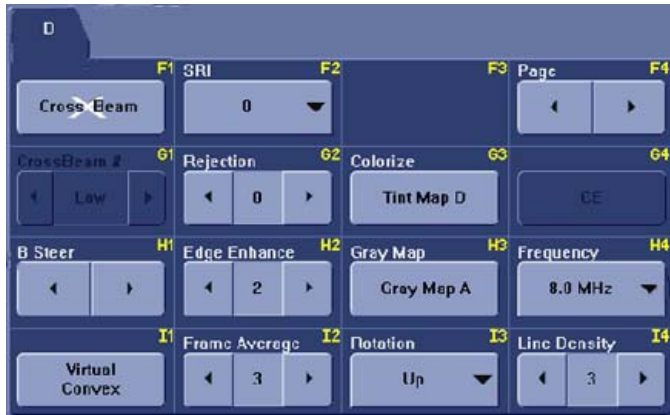 D
F1 SRI F2 F3 Page F4
Cross Beam 0
CrossBeam # G1 Rejection G2 Colorize G3 G4
Low 0 Tint Map D CE
B Steer H1 Edge Enhance H2 Gray Map H3 Frequency H4
2 Gray Map A 8.0 MHz
I1 Frame Average I2 Rotation I3 Line Density I4
Virtual 3 Up 3
Convex